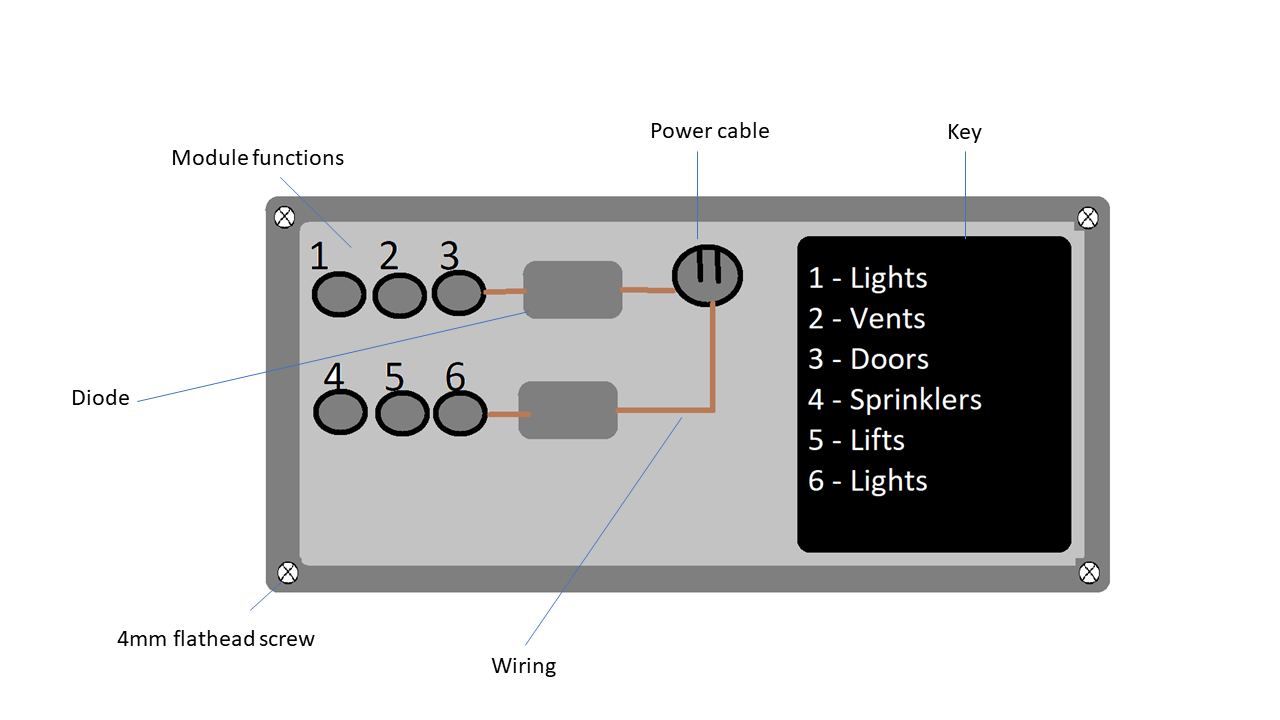 Power cable
Key
Module functions
1 2 3
1 - Lights
2 - Vents
3 - Doors
4 - Sprinklers
5 - Lifts
6 - Lights
4 5 6
Diode
4mm flathead screw
Wiring